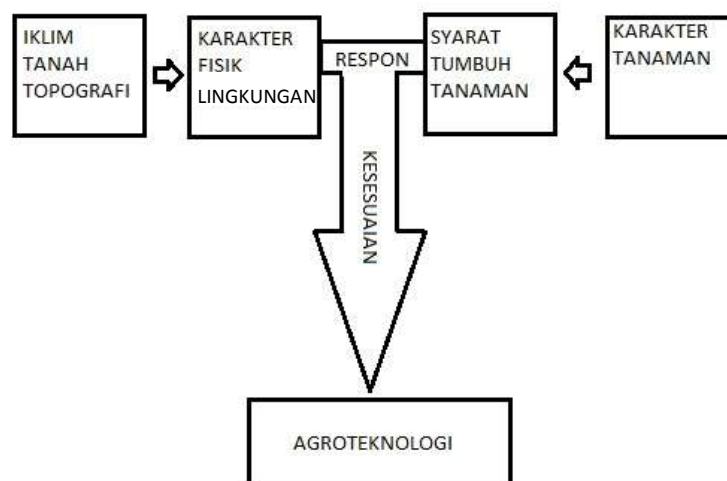 IKLIM
TANAH
TOPOGRAFI
KARAKTER
FISIK
LINGKUNGAN
RESPON
SYARAT
TUMBUH
TANAMAN
KARAKTER
TANAMAN
KESESUAIAN
AGROTEKNOLOGI